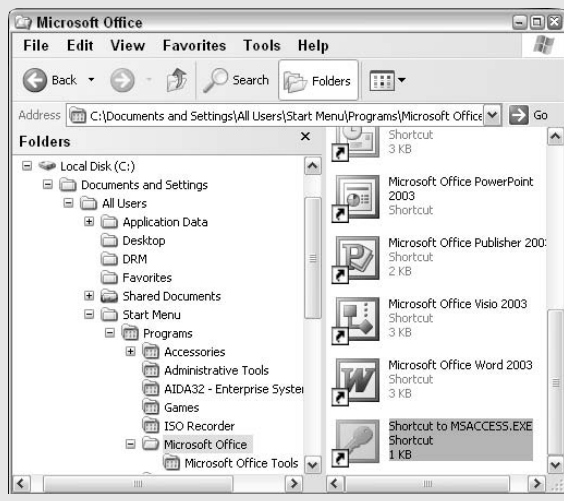 Microsoft Office
File Edit View Favorites Tools Help
Back Search Folders
Address C:\Documents and Settings\All Users\Start Menu\Programs\Microsoft Office Go
Folders x
Local Disk (C:)
Documents and Settings
All Users
Application Data
Desktop
DRM
Favorites
Shared Documents
Start Menu
Programs
Accessories
Administrative Tools
AIDA32 - Enterprise System
Games
ISO Recorder
Microsoft Office
Microsoft Office Tools
Shortcut
3 KB
Microsoft Office PowerPoint
2003
Shortcut
Microsoft Office Publisher 200
Shortcut
2 KB
Microsoft Office Visio 2003
Shortcut
3 KB
Microsoft Office Word 2003
Shortcut
3 KB
Shortcut to MSACCESS.EXE
Shortcut
1 KB